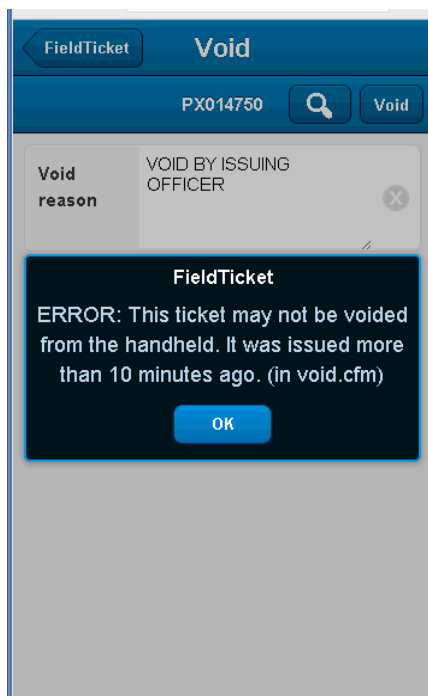 FieldTicket
Void
PX014750
Void
Void
reason
VOID BY ISSUING
OFFICER
FieldTicket
ERROR: This ticket may not be voided
from the handheld. It was issued more
than 10 minutes ago. (in void.cfm)
OK